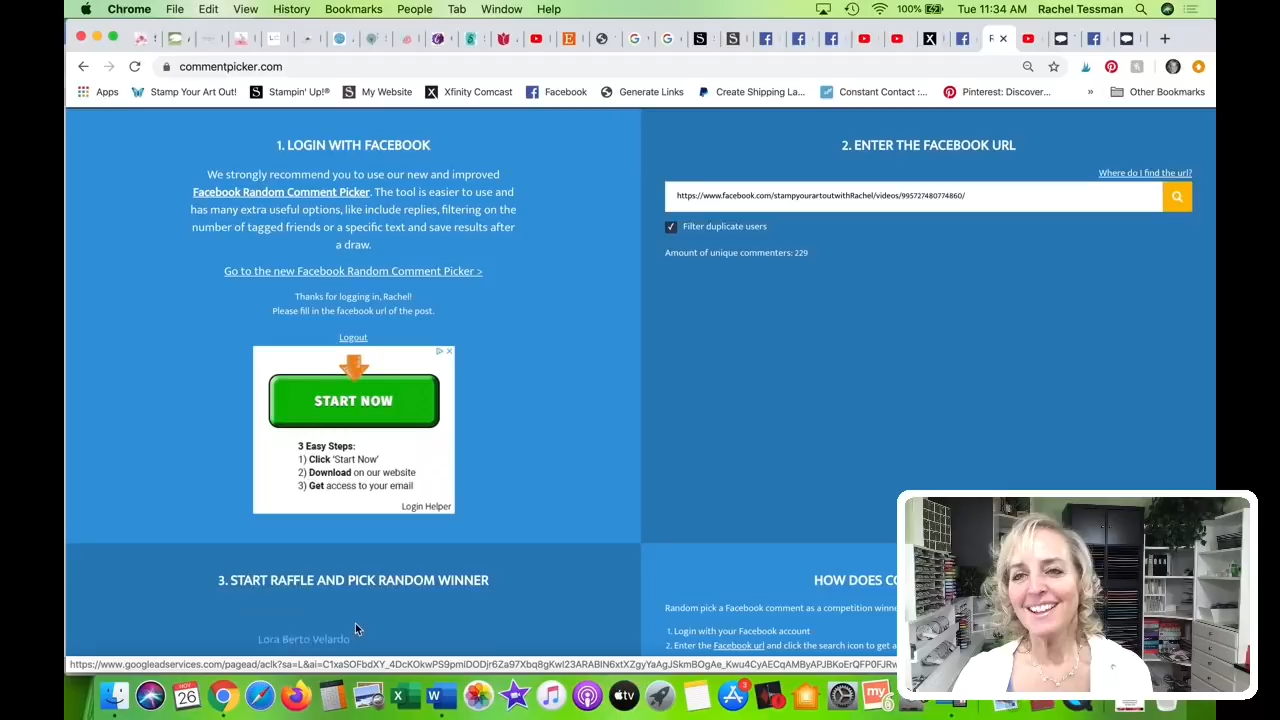 Chrome File Edit View History Bookmarks People Tab Window Help 100% Tue 11:34 AM Rachel Tessman
commentpicker.com
Apps Stamp Your Art Out! Stampin' Up!® My Website Xfinity Comcast Facebook Generate Links Create Shipping La... Constant Contact :... Pinterest: Discover... » Other Bookmarks
1. LOGIN WITH FACEBOOK
We strongly recommend you to use our new and improved
Facebook Random Comment Picker. The tool is easier to use and
has many extra useful options, like include replies, filtering on the
number of tagged friends or a specific text and save results after
a draw.
Go to the new Facebook Random Comment Picker >
Thanks for logging in, Rachel!
Please fill in the facebook url of the post.
Logout
START NOW
3 Easy Steps:
1) Click 'Start Now'
2) Download on our website
3) Get access to your email
Login Helper
2. ENTER THE FACEBOOK URL
Where do I find the url?
https://www.facebook.com/stampyourartoutwithRachel/videos/995727480774860/
Filter duplicate users
Amount of unique commenters: 229
3. START RAFFLE AND PICK RANDOM WINNER
Lora Berto Velardo
HOW DOES CO
Random pick a Facebook comment as a competition winne
1. Login with your Facebook account
2. Enter the Facebook url and click the search icon to get a
NOV
26
3